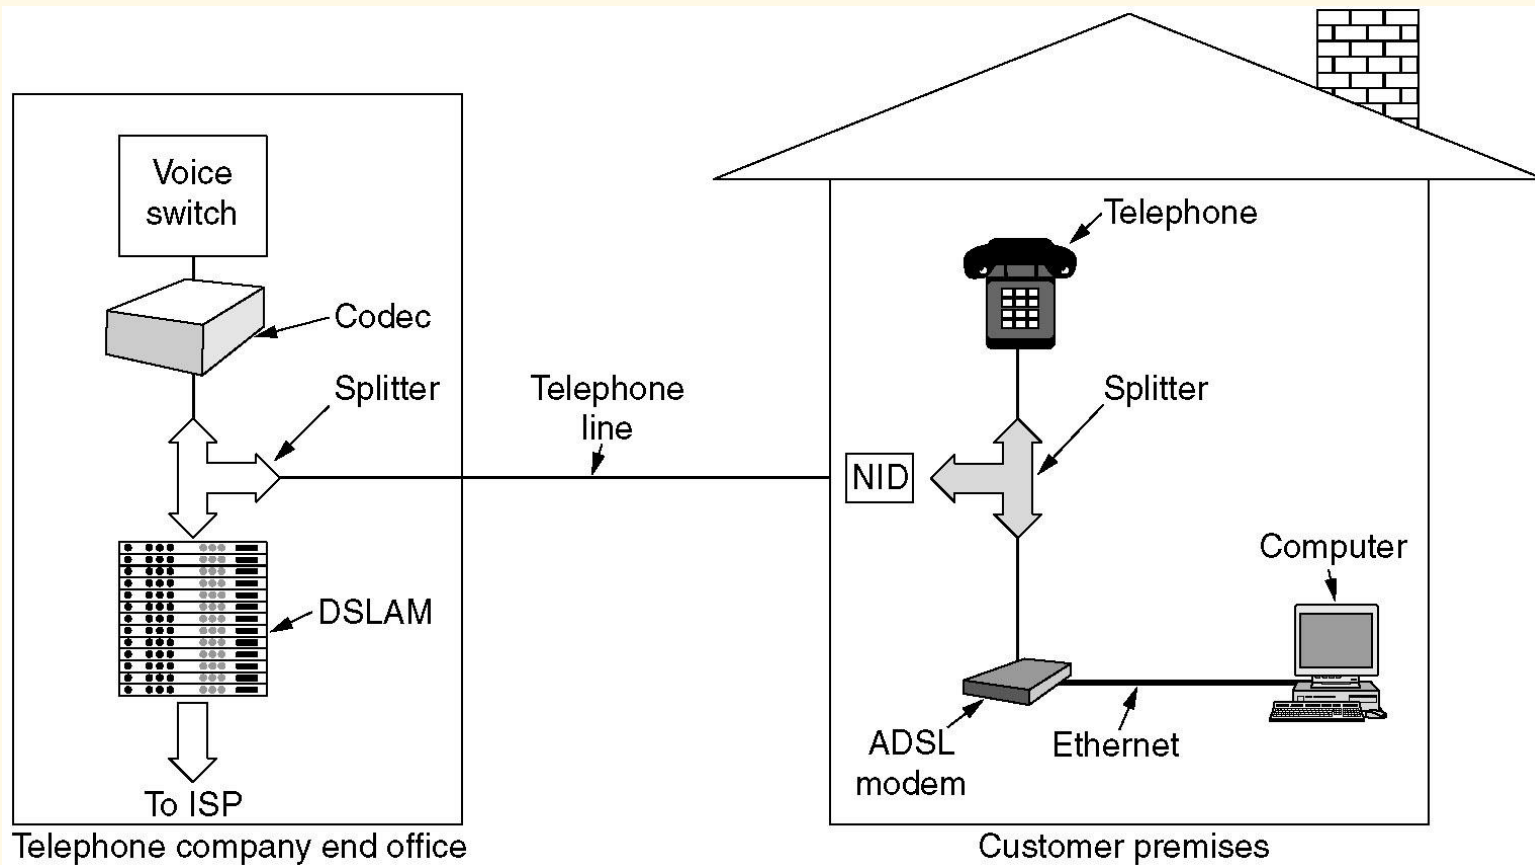 Voice
switch
Codec
Splitter
DSLAM
To ISP
Telephone company end office
Telephone
line
Telephone
Splitter
NID
Computer
ADSL
modem
Ethernet
Customer premises